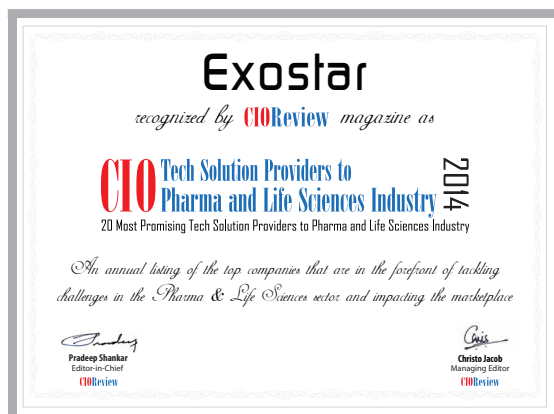 Exostar
recognized by CIOReview magazine as
CIO Tech Solution Providers to
Pharma and Life Sciences Industry 2014
20 Most Promising Tech Solution Providers to Pharma and Life Sciences Industry
An annual listing of the top companies that are in the forefront of tackling
challenges in the Pharma & Life Sciences sector and impacting the marketplace
Pradeep
Pradeep Shankar
Editor-in-Chief
CIOReview
Chris
Christo Jacob
Managing Editor
CIOReview